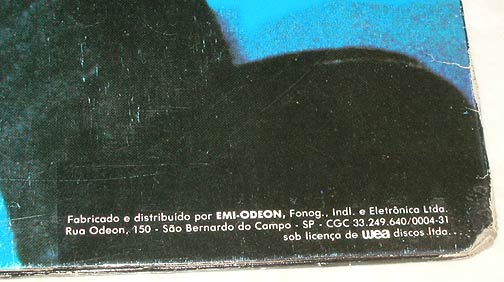 Fabricado e distribuído por EMI-ODEON, Fonog., Indl. e Eletrônica Ltda.
Rua Odeon, 150 - São Bernardo do Campo - SP - CGC 33.249.640/0004-31
sob licença de wea discos ltda.